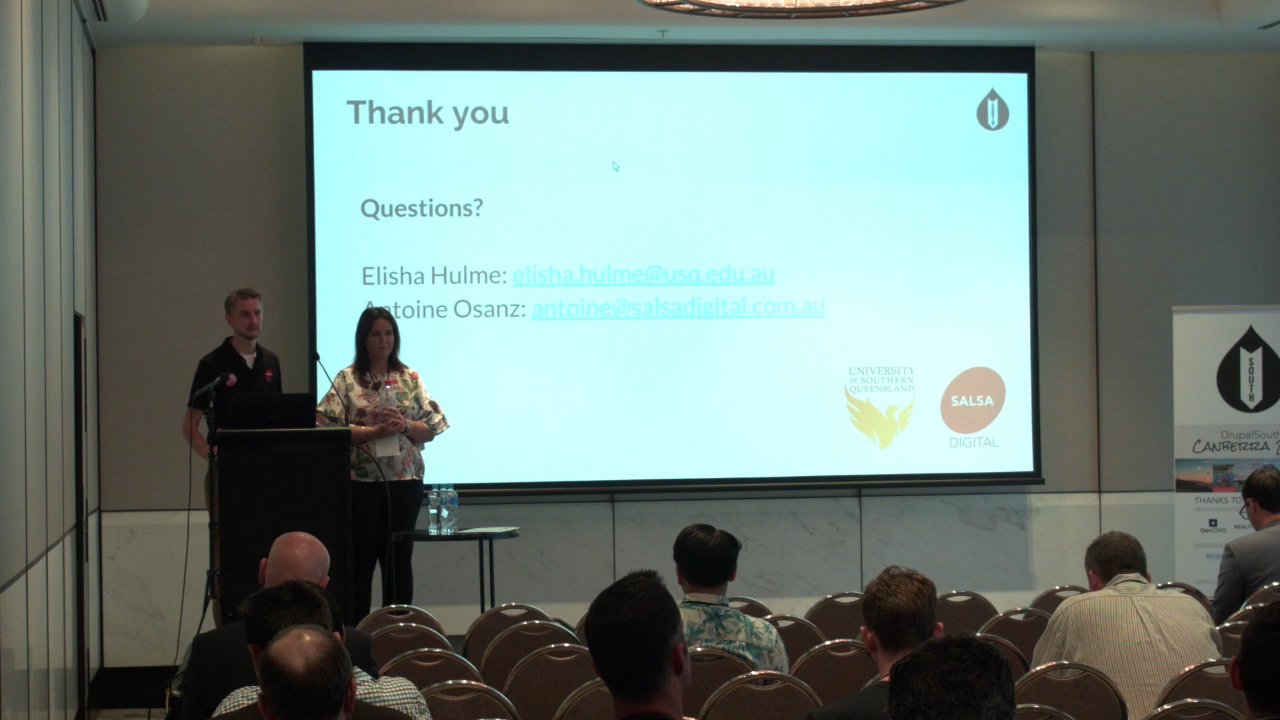 Thank you
Questions?
Elisha Hulme: elisha.hulme@usq.edu.au
Antoine Osanz: antoine@salsadigital.com.au
UNIVERSITY
OF SOUTHERN
QUEENSLAND
SALSA
DIGITAL
SOUTH
DrupalSouth
CANBERRA
THANKS TO
GovCMS